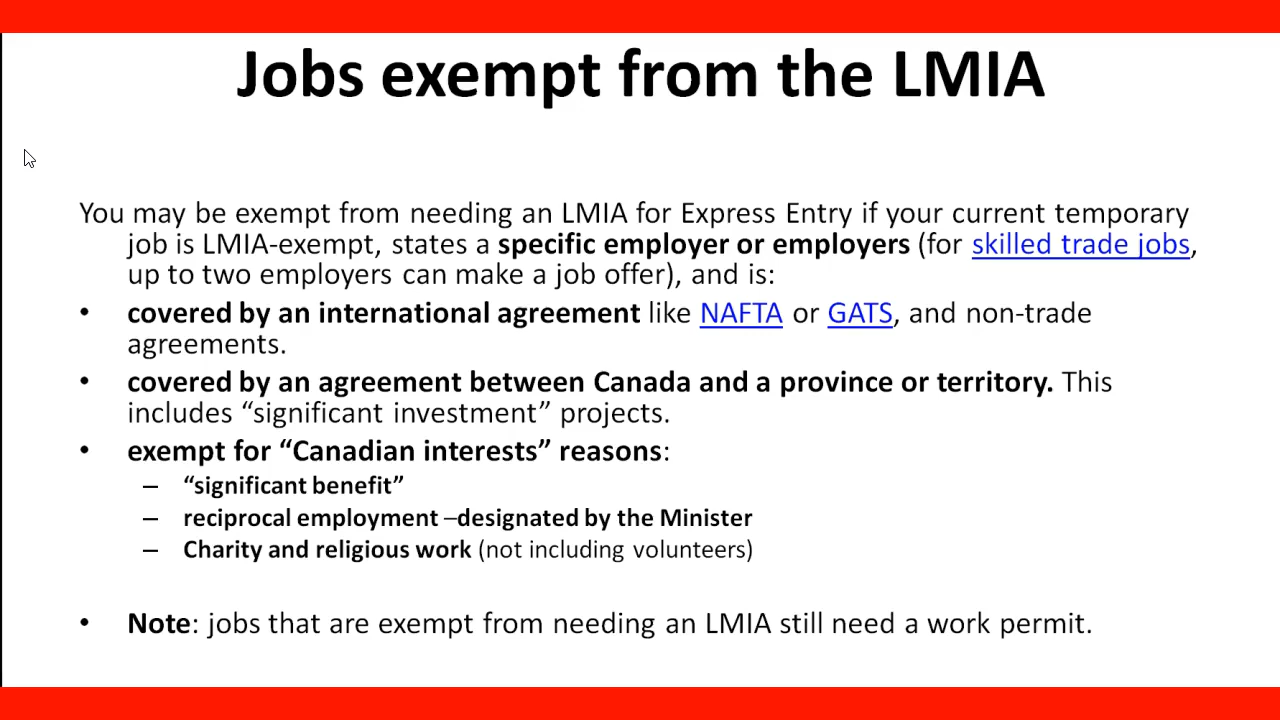 Jobs exempt from the LMIA
You may be exempt from needing an LMIA for Express Entry if your current temporary
job is LMIA-exempt, states a specific employer or employers (for skilled trade jobs,
up to two employers can make a job offer), and is:
• covered by an international agreement like NAFTA or GATS, and non-trade
agreements.
• covered by an agreement between Canada and a province or territory. This
includes “significant investment” projects.
• exempt for “Canadian interests” reasons:
– “significant benefit”
– reciprocal employment –designated by the Minister
– Charity and religious work (not including volunteers)
• Note: jobs that are exempt from needing an LMIA still need a work permit.